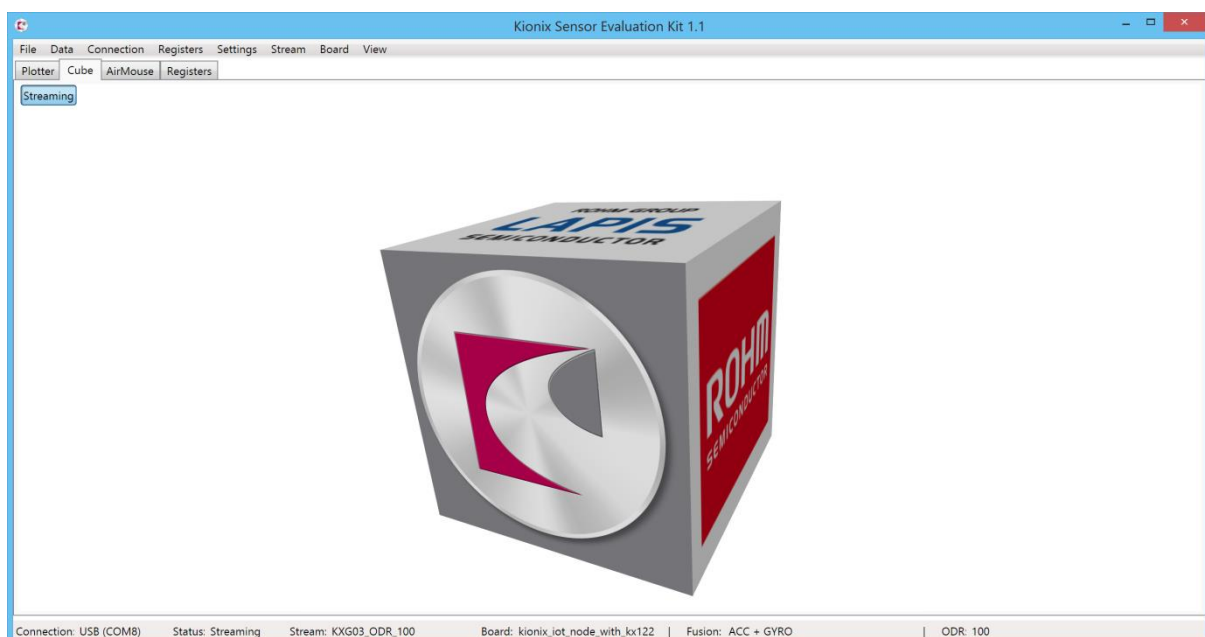 Kionix Sensor Evaluation Kit 1.1
File Data Connection Registers Settings Stream Board View
Plotter Cube AirMouse Registers
Streaming
ROHM GROUP
LAPIS
SEMICONDUCTOR
ROHM
SEMICONDUCTOR
Connection: USB (COM8) Status: Streaming Stream: KXG03_ODR_100 Board: kionix_iot_node_with_kx122 | Fusion: ACC + GYRO | ODR: 100